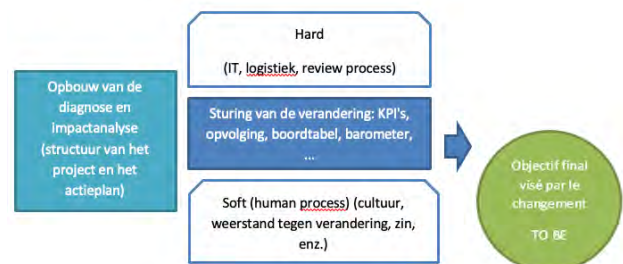 Opbouw van de
diagnose en
impactanalyse
(structuur van het
project en het
actieplan)
Hard
(IT, logistiek, review process)
Sturing van de verandering: KPI's,
opvolging, boordtabel, barometer,
...
Soft (human process) (cultuur,
weerstand tegen verandering, zin,
enz.)
Objectif final
visé par le
changement
TO BE